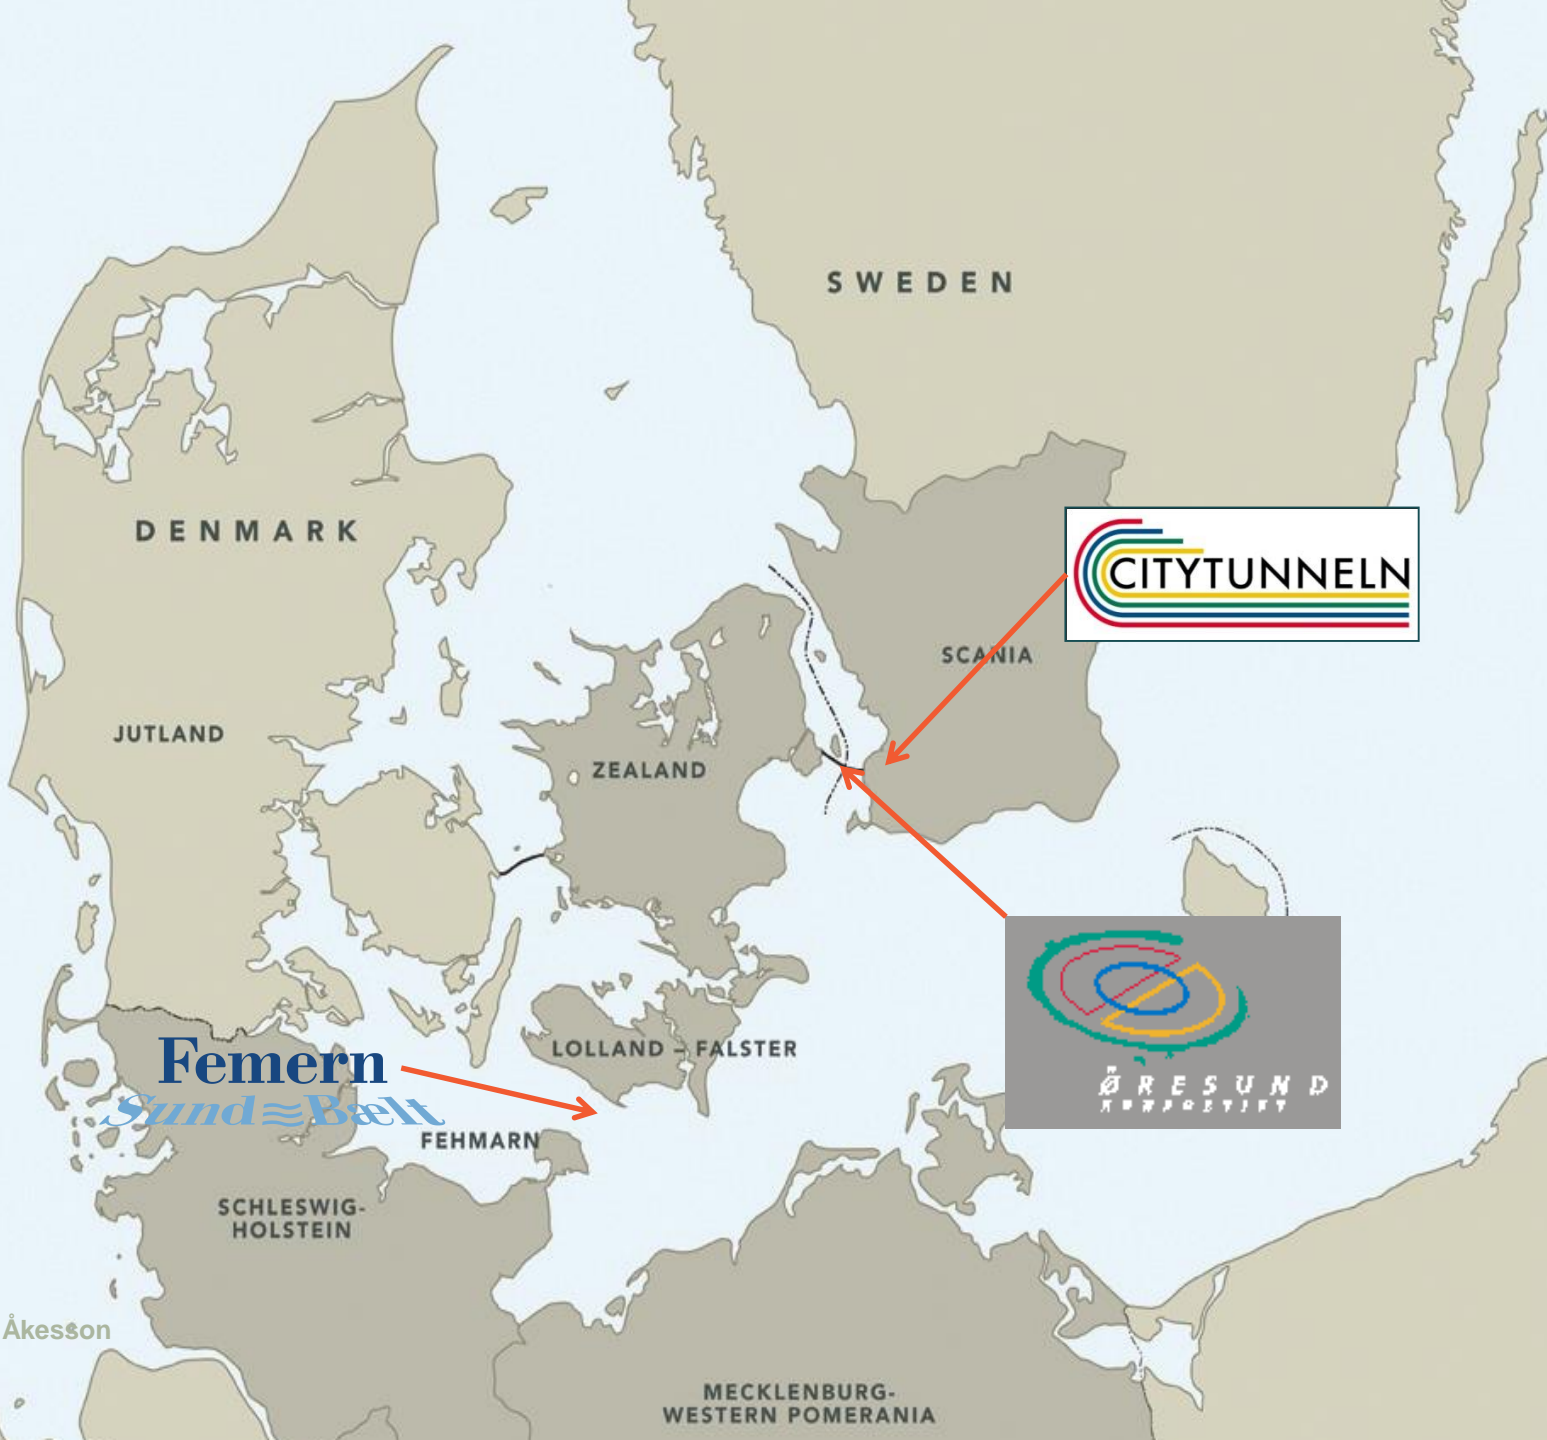 SWEDEN
DENMARK
CITYTUNNELN
SCANIA
JUTLAND
ZEALAND
Femern
Sund≋Bælt
LOLLAND – FALSTER
ØRESUND
FEHMARN
SCHLESWIG-
HOLSTEIN
Åkesson
MECKLENBURG-
WESTERN POMERANIA